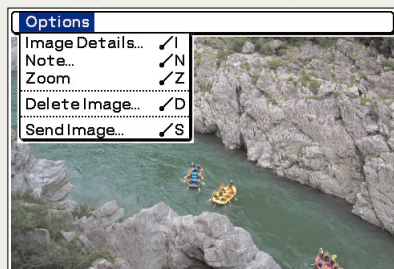 Options
Image Details... /I
Note... /N
Zoom /Z
Delete Image... /D
Send Image... /S